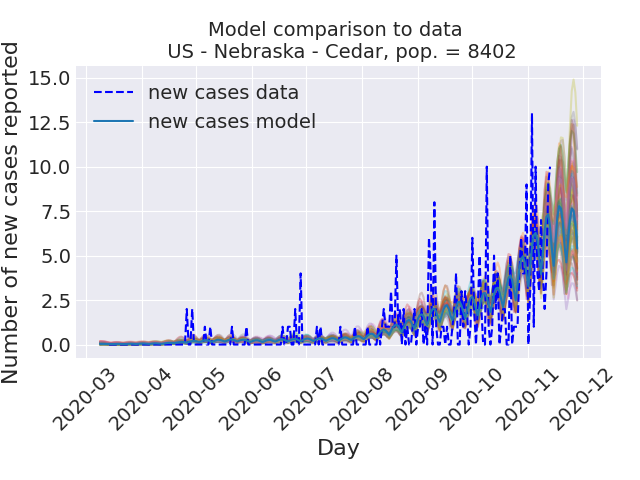 Model comparison to data
US - Nebraska - Cedar, pop. = 8402
Number of new cases reported
15.0
12.5
10.0
7.5
5.0
2.5
0.0
new cases data
new cases model
2020-03
2020-04
2020-05
2020-06
2020-07
2020-08
2020-09
2020-10
2020-11
2020-12
Day